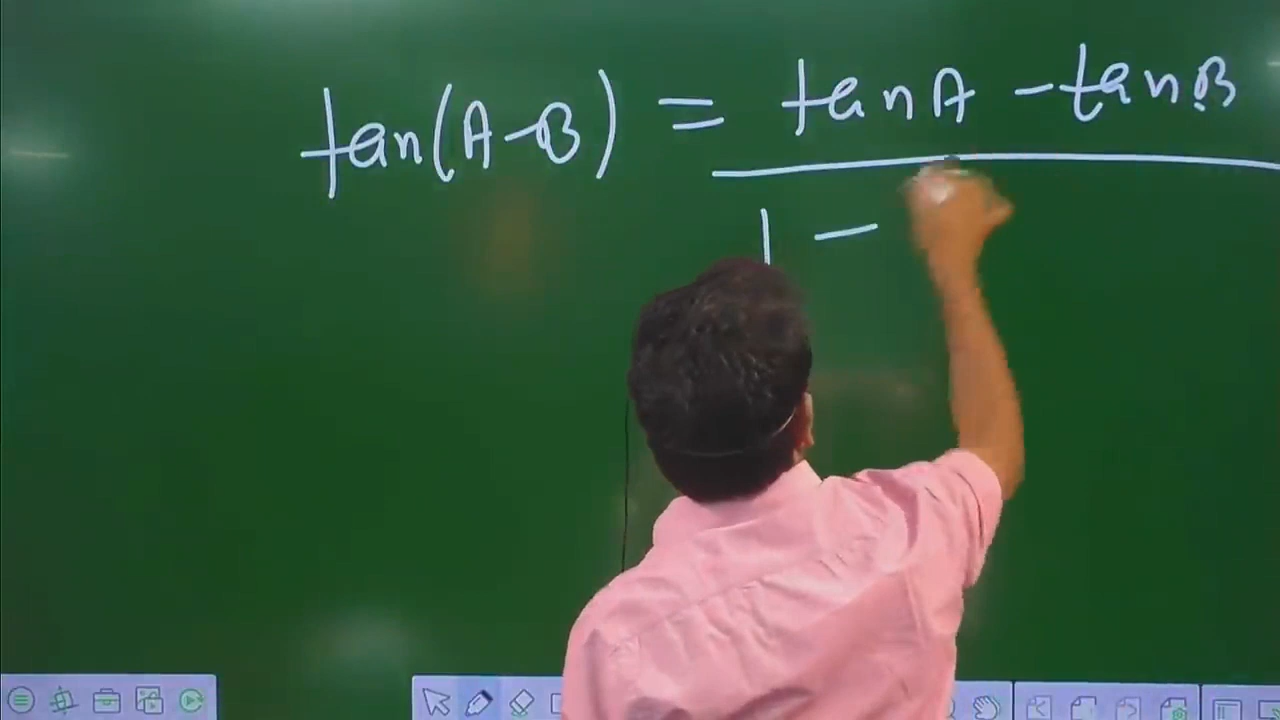 tan(A-B) = tanA - tanB
1 -